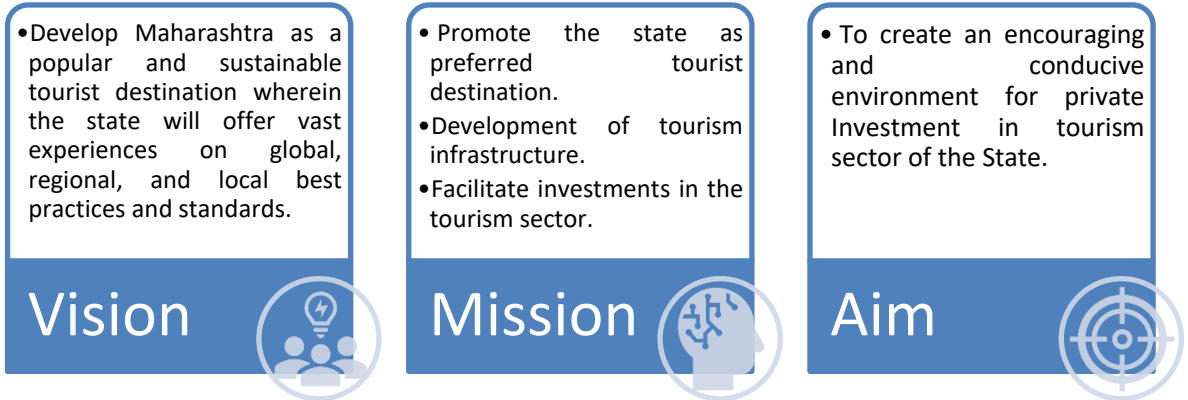 •Develop Maharashtra as a
popular and sustainable
tourist destination wherein
the state will offer vast
experiences on global,
regional, and local best
practices and standards.
Vision
• Promote the state as
preferred tourist
destination.
•Development of tourism
infrastructure.
•Facilitate investments in the
tourism sector.
Mission
• To create an encouraging
and conducive
environment for private
Investment in tourism
sector of the State.
Aim